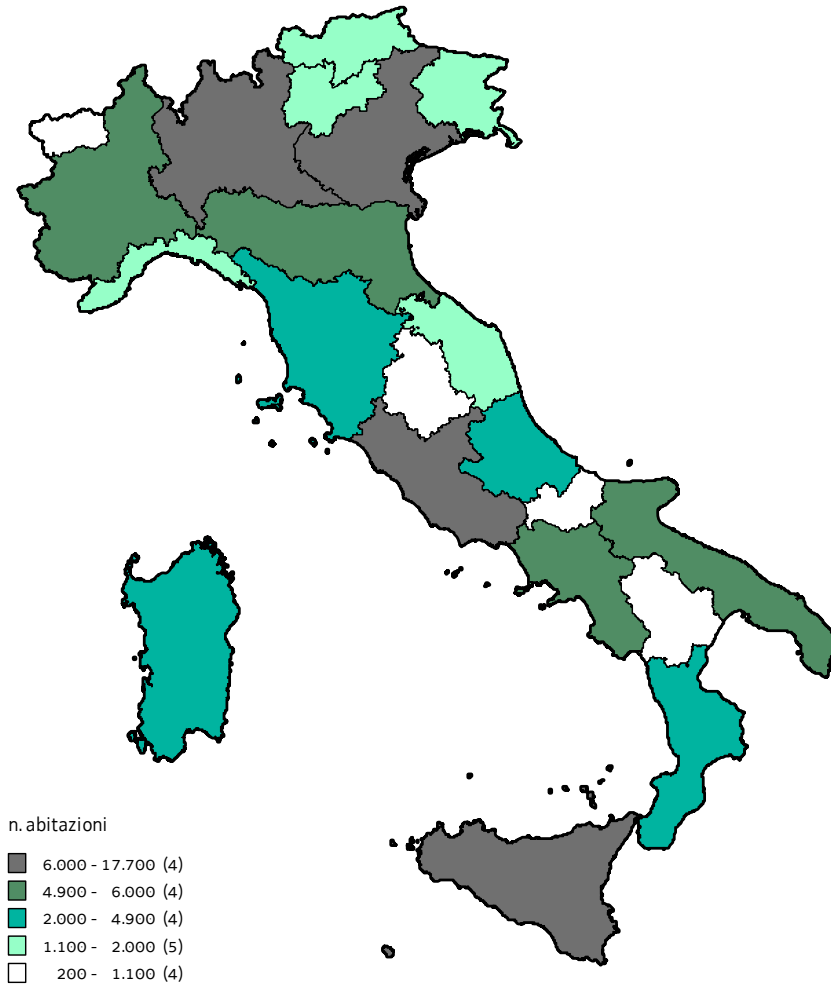 n. abitazioni
6.000 - 17.700 (4)
4.900 - 6.000 (4)
2.000 - 4.900 (4)
1.100 - 2.000 (5)
200 - 1.100 (4)